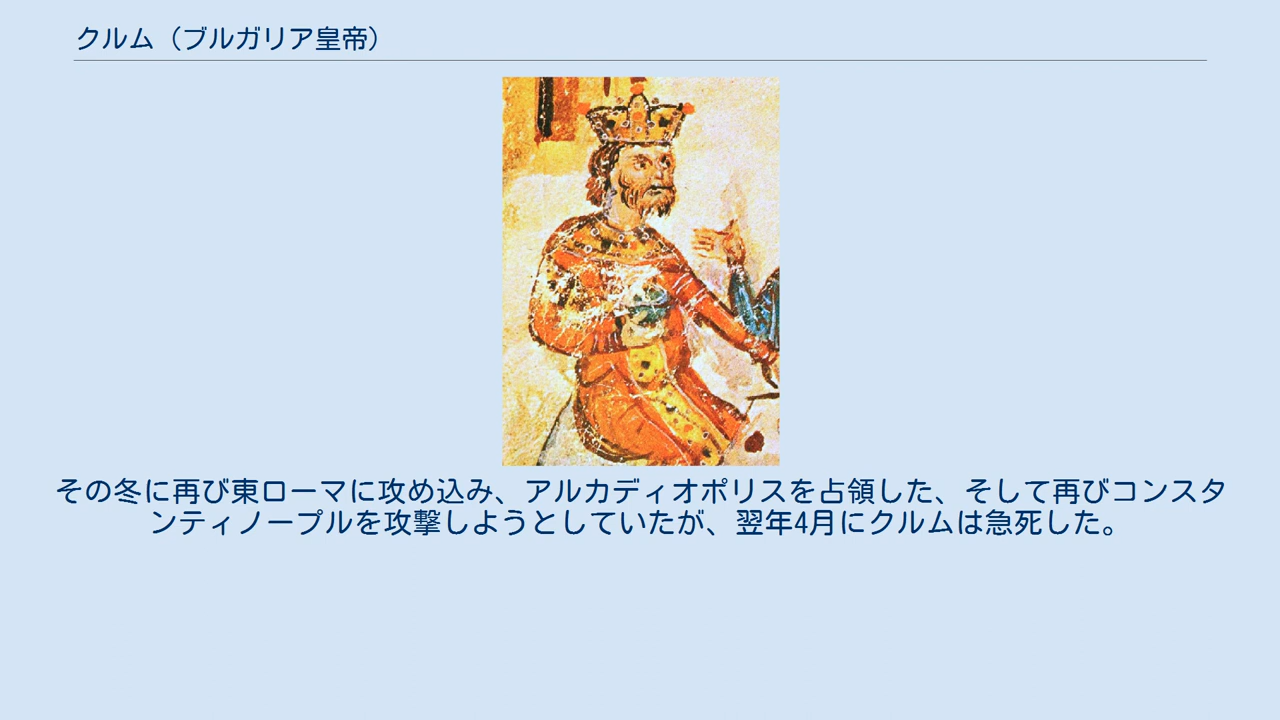 クルム（ブルガリア皇帝）
その冬に再び東ローマに攻め込み、アルカディオポリスを占領した、そして再びコンスタ
ンティノープルを攻撃しようとしていたが、翌年4月にクルムは急死した。